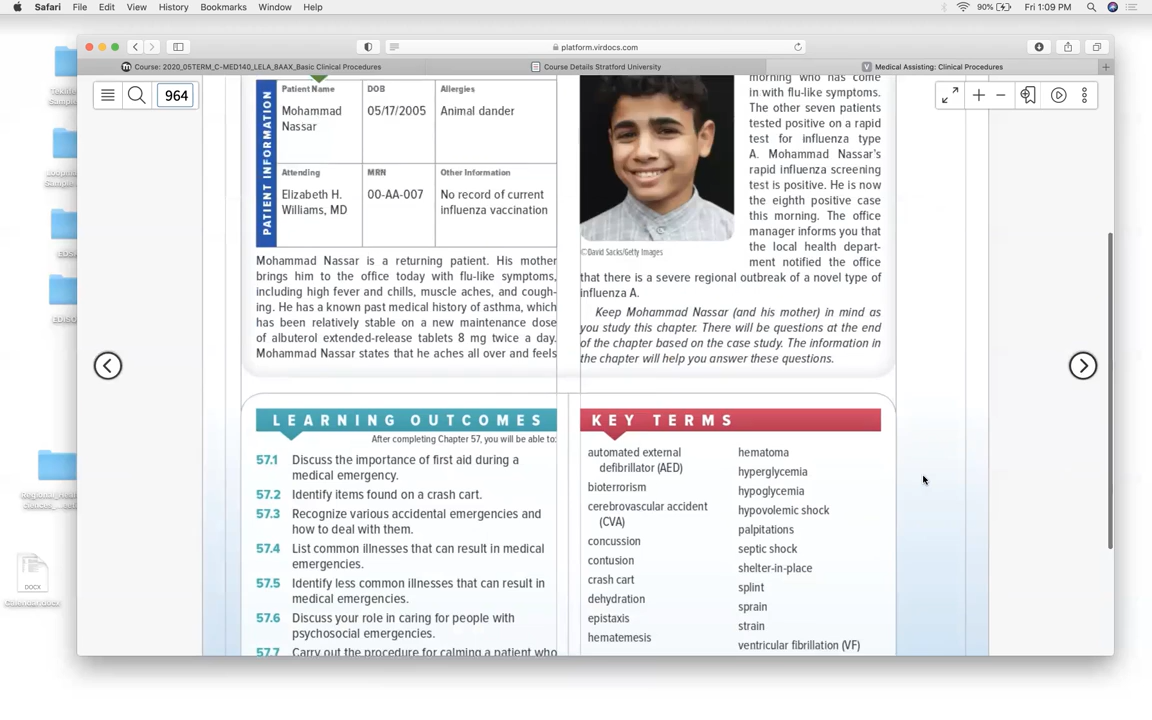 Safari File Edit View History Bookmarks Window Help
90% Fri 1:09 PM
platform.virdocs.com
Course: 2020_05TERM_C-MED140_LELA_8AAX_Basic Clinical Procedures
Course Details Stratford University
Medical Assisting: Clinical Procedures
964
PATIENT INFORMATION
Patient Name
Mohammad
Nassar
DOB
05/17/2005
Allergies
Animal dander
Attending
Elizabeth H.
Williams, MD
MRN
00-AA-007
Other Information
No record of current
influenza vaccination
Mohammad Nassar is a returning patient. His mother
brings him to the office today with flu-like symptoms,
including high fever and chills, muscle aches, and cough-
ing. He has a known past medical history of asthma, which
has been relatively stable on a new maintenance dose
of albuterol extended-release tablets 8 mg twice a day.
Mohammad Nassar states that he aches all over and feels
morning who has come
in with flu-like symptoms.
The other seven patients
tested positive on a rapid
test for influenza type
A. Mohammad Nassar's
rapid influenza screening
test is positive. He is now
the eighth positive case
this morning. The office
manager informs you that
the local health depart-
ment notified the office
©David Sacks/Getty Images
that there is a severe regional outbreak of a novel type of
influenza A.
Keep Mohammad Nassar (and his mother) in mind as
you study this chapter. There will be questions at the end
of the chapter based on the case study. The information in
the chapter will help you answer these questions.
LEARNING OUTCOMES
After completing Chapter 57, you will be able to:
57.1 Discuss the importance of first aid during a
medical emergency.
57.2 Identify items found on a crash cart.
57.3 Recognize various accidental emergencies and
how to deal with them.
57.4 List common illnesses that can result in medical
emergencies.
57.5 Identify less common illnesses that can result in
medical emergencies.
57.6 Discuss your role in caring for people with
psychosocial emergencies.
57.7 Carry out the procedure for calming a patient who
KEY TERMS
automated external
defibrillator (AED)
bioterrorism
cerebrovascular accident
(CVA)
concussion
contusion
crash cart
dehydration
epistaxis
hematemesis
hematoma
hyperglycemia
hypoglycemia
hypovolemic shock
palpitations
septic shock
shelter-in-place
splint
sprain
strain
ventricular fibrillation (VF)
DOCX
Calendar.docx